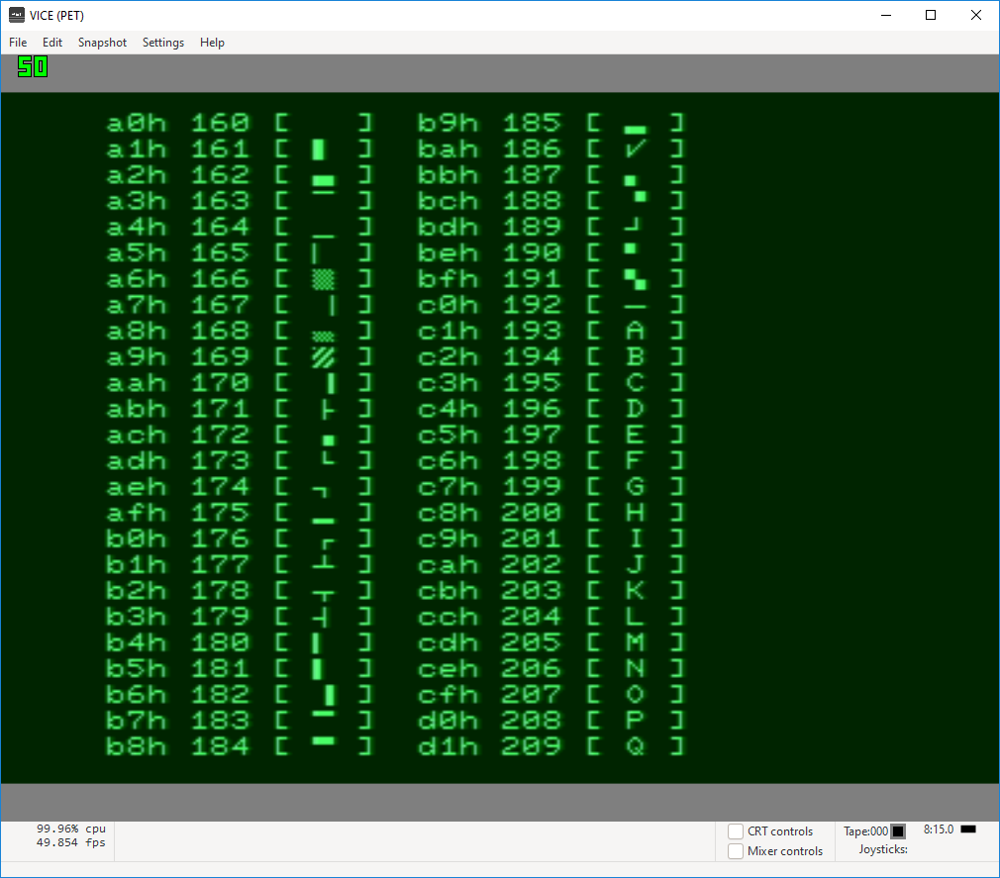 VICE (PET)
File Edit Snapshot Settings Help
50
a0h 160 [   ] b9h 185 [ ▂ ]
a1h 161 [ ▌ ] bah 186 [ ✓ ]
a2h 162 [ ▄ ] bbh 187 [ ▖ ]
a3h 163 [ ▔ ] bch 188 [ ▝ ]
a4h 164 [ ▁ ] bdh 189 [ ┘ ]
a5h 165 [ ▏ ] beh 190 [ ▘ ]
a6h 166 [ ▒ ] bfh 191 [ ▚ ]
a7h 167 [ ▕ ] c0h 192 [ ─ ]
a8h 168 [ 🮏 ] c1h 193 [ A ]
a9h 169 [ 🮙 ] c2h 194 [ B ]
aah 170 [ 🮇 ] c3h 195 [ C ]
abh 171 [ ├ ] c4h 196 [ D ]
ach 172 [ ▗ ] c5h 197 [ E ]
adh 173 [ └ ] c6h 198 [ F ]
aeh 174 [ ┐ ] c7h 199 [ G ]
afh 175 [ ▂ ] c8h 200 [ H ]
b0h 176 [ ┌ ] c9h 201 [ I ]
b1h 177 [ ┴ ] cah 202 [ J ]
b2h 178 [ ┬ ] cbh 203 [ K ]
b3h 179 [ ┤ ] cch 204 [ L ]
b4h 180 [ ▎ ] cdh 205 [ M ]
b5h 181 [ ▍ ] ceh 206 [ N ]
b6h 182 [ 🮈 ] cfh 207 [ O ]
b7h 183 [ 🮂 ] d0h 208 [ P ]
b8h 184 [ 🮃 ] d1h 209 [ Q ]
99.96% cpu
49.854 fps
CRT controls
Mixer controls
Tape:000
8:15.0
Joysticks: